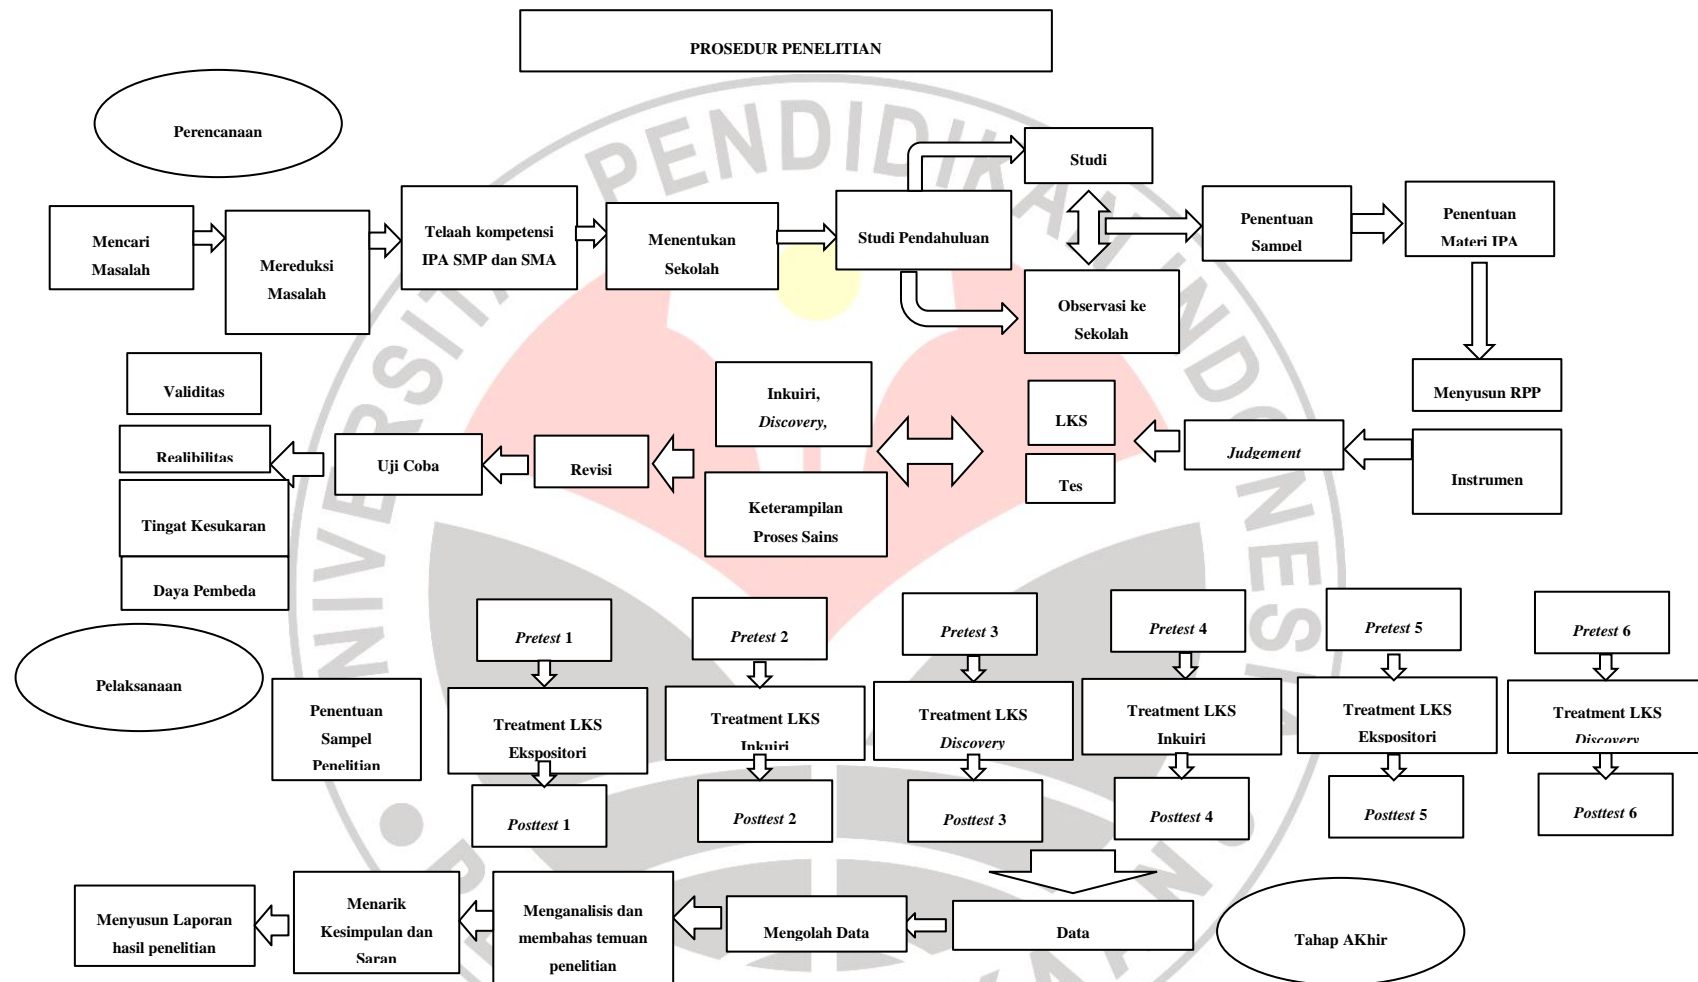 PROSEDUR PENELITIAN
Perencanaan
Mencari
Masalah
Mereduksi
Masalah
Telaah kompetensi
IPA SMP dan SMA
Menentukan
Sekolah
Studi Pendahuluan
Studi
Observasi ke
Sekolah
Penentuan
Sampel
Penentuan
Materi IPA
Menyusun RPP
Instrumen
Judgement
LKS
Tes
Inkuiri,
Discovery,
Keterampilan
Proses Sains
Revisi
Uji Coba
Validitas
Realibilitas
Tingat Kesukaran
Daya Pembeda
Pelaksanaan
Penentuan
Sampel
Penelitian
Pretest 1
Pretest 2
Pretest 3
Pretest 4
Pretest 5
Pretest 6
Treatment LKS
Ekspositori
Treatment LKS
Inkuiri
Treatment LKS
Discovery
Treatment LKS
Inkuiri
Treatment LKS
Ekspositori
Treatment LKS
Discovery
Posttest 1
Posttest 2
Posttest 3
Posttest 4
Posttest 5
Posttest 6
Tahap AKhir
Data
Mengolah Data
Menganalisis dan
membahas temuan
penelitian
Menarik
Kesimpulan dan
Saran
Menyusun Laporan
hasil penelitian
PENDIDIKAN INDONESIA